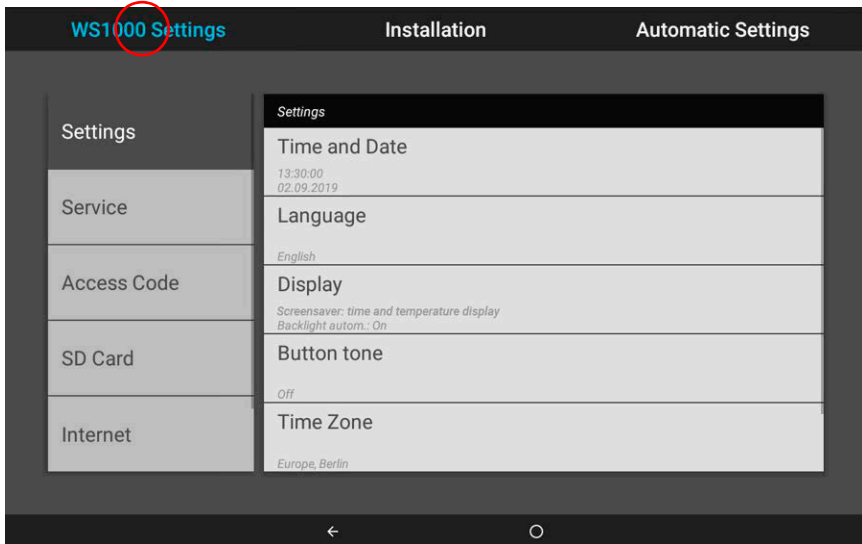 WS1000 Settings
Installation
Automatic Settings
Settings
Service
Access Code
SD Card
Internet
Settings
Time and Date
13:30:00
02.09.2019
Language
English
Display
Screensaver: time and temperature display
Backlight autom.: On
Button tone
Off
Time Zone
Europe, Berlin